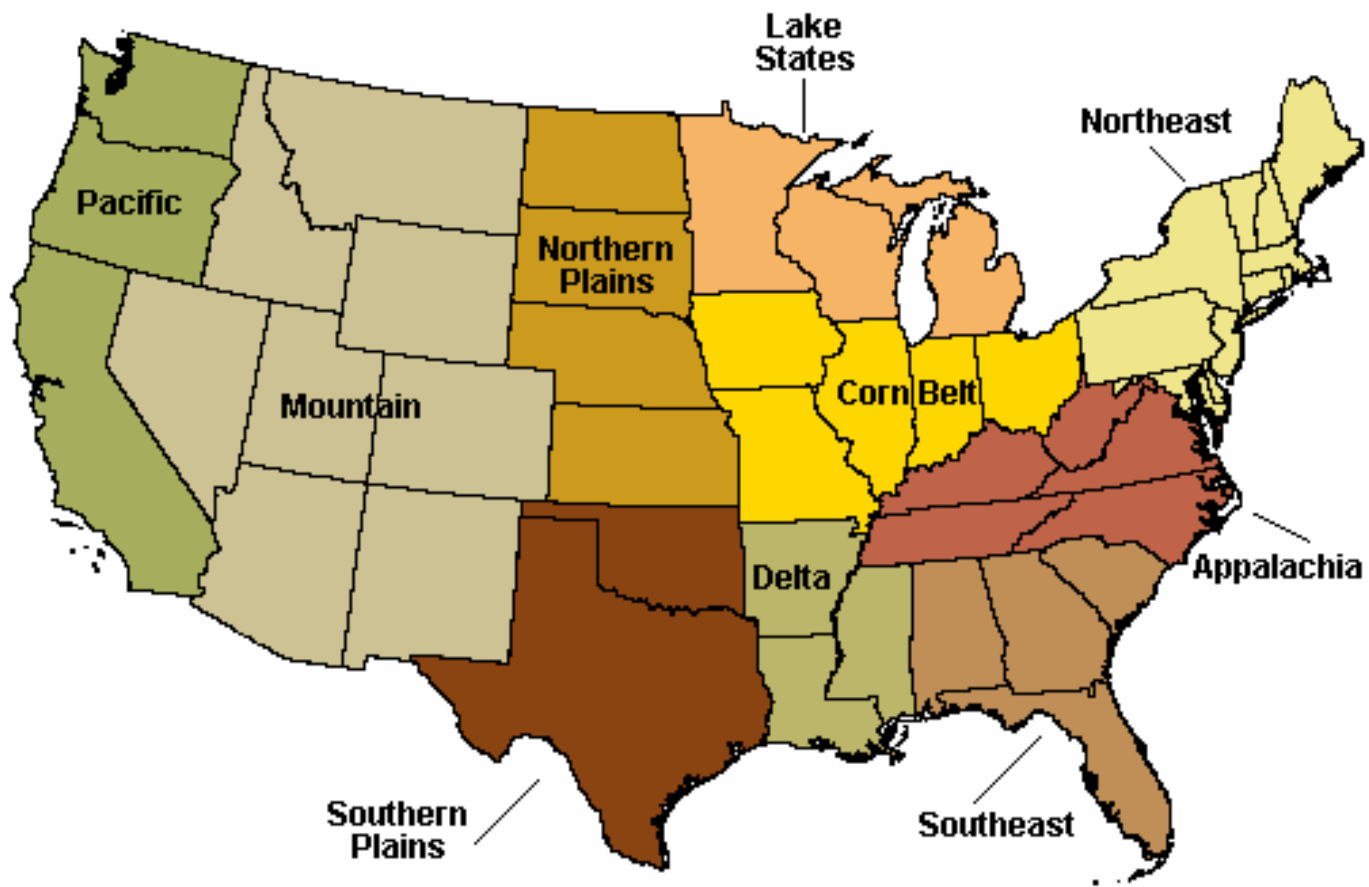 Lake
States
Northeast
Pacific
Northern
Plains
Mountain
Corn Belt
Delta
Appalachia
Southern
Plains
Southeast